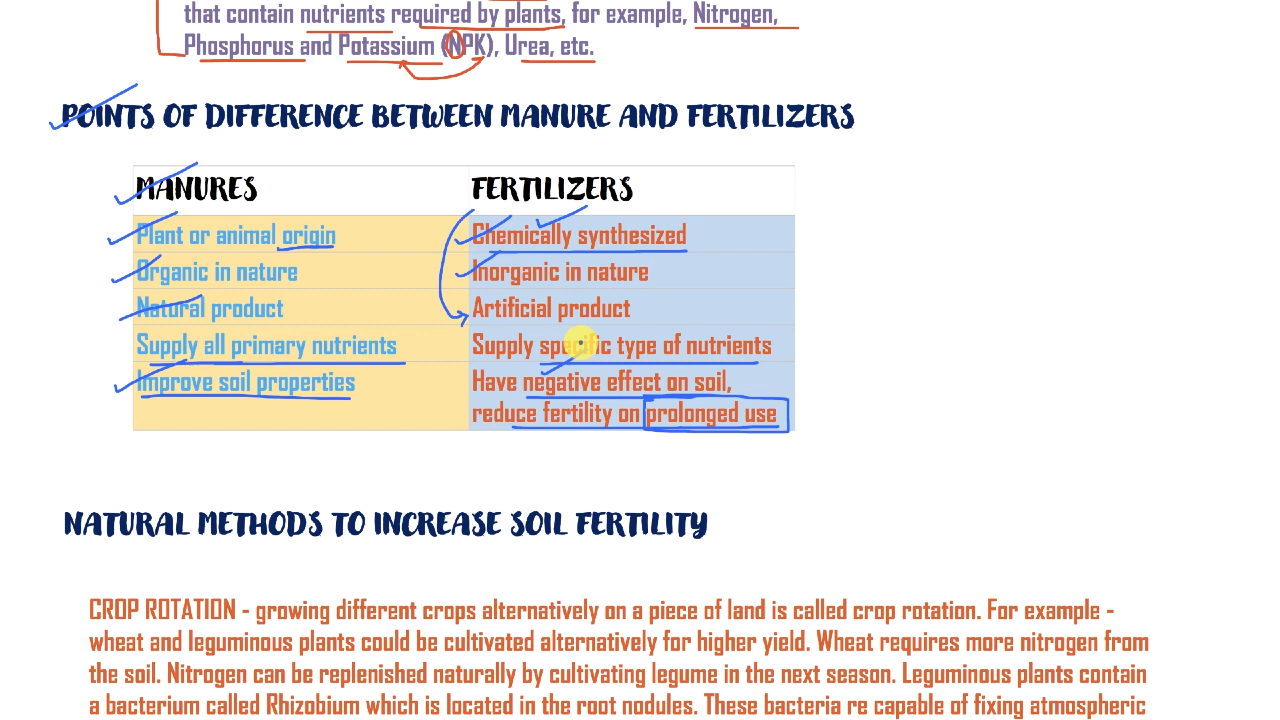 that contain nutrients required by plants, for example, Nitrogen,
Phosphorus and Potassium (NPK), Urea, etc.
POINTS OF DIFFERENCE BETWEEN MANURE AND FERTILIZERS
MANURES FERTILIZERS
Plant or animal origin Chemically synthesized
Organic in nature Inorganic in nature
Natural product Artificial product
Supply all primary nutrients Supply specific type of nutrients
Improve soil properties Have negative effect on soil,
reduce fertility on prolonged use
NATURAL METHODS TO INCREASE SOIL FERTILITY
CROP ROTATION - growing different crops alternatively on a piece of land is called crop rotation. For example -
wheat and leguminous plants could be cultivated alternatively for higher yield. Wheat requires more nitrogen from
the soil. Nitrogen can be replenished naturally by cultivating legume in the next season. Leguminous plants contain
a bacterium called Rhizobium which is located in the root nodules. These bacteria re capable of fixing atmospheric